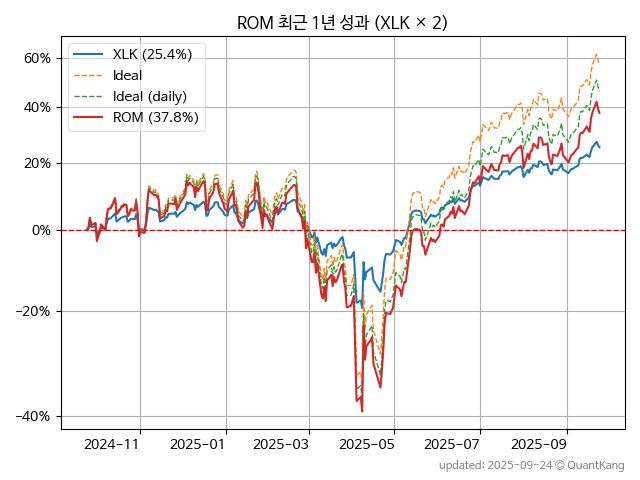 ROM 최근 1년 성과 (XLK × 2)
XLK (25.4%)
Ideal
Ideal (daily)
ROM (37.8%)
60%
40%
20%
0%
−20%
−40%
2024-11 2025-01 2025-03 2025-05 2025-07 2025-09
updated: 2025-09-24 © QuantKang